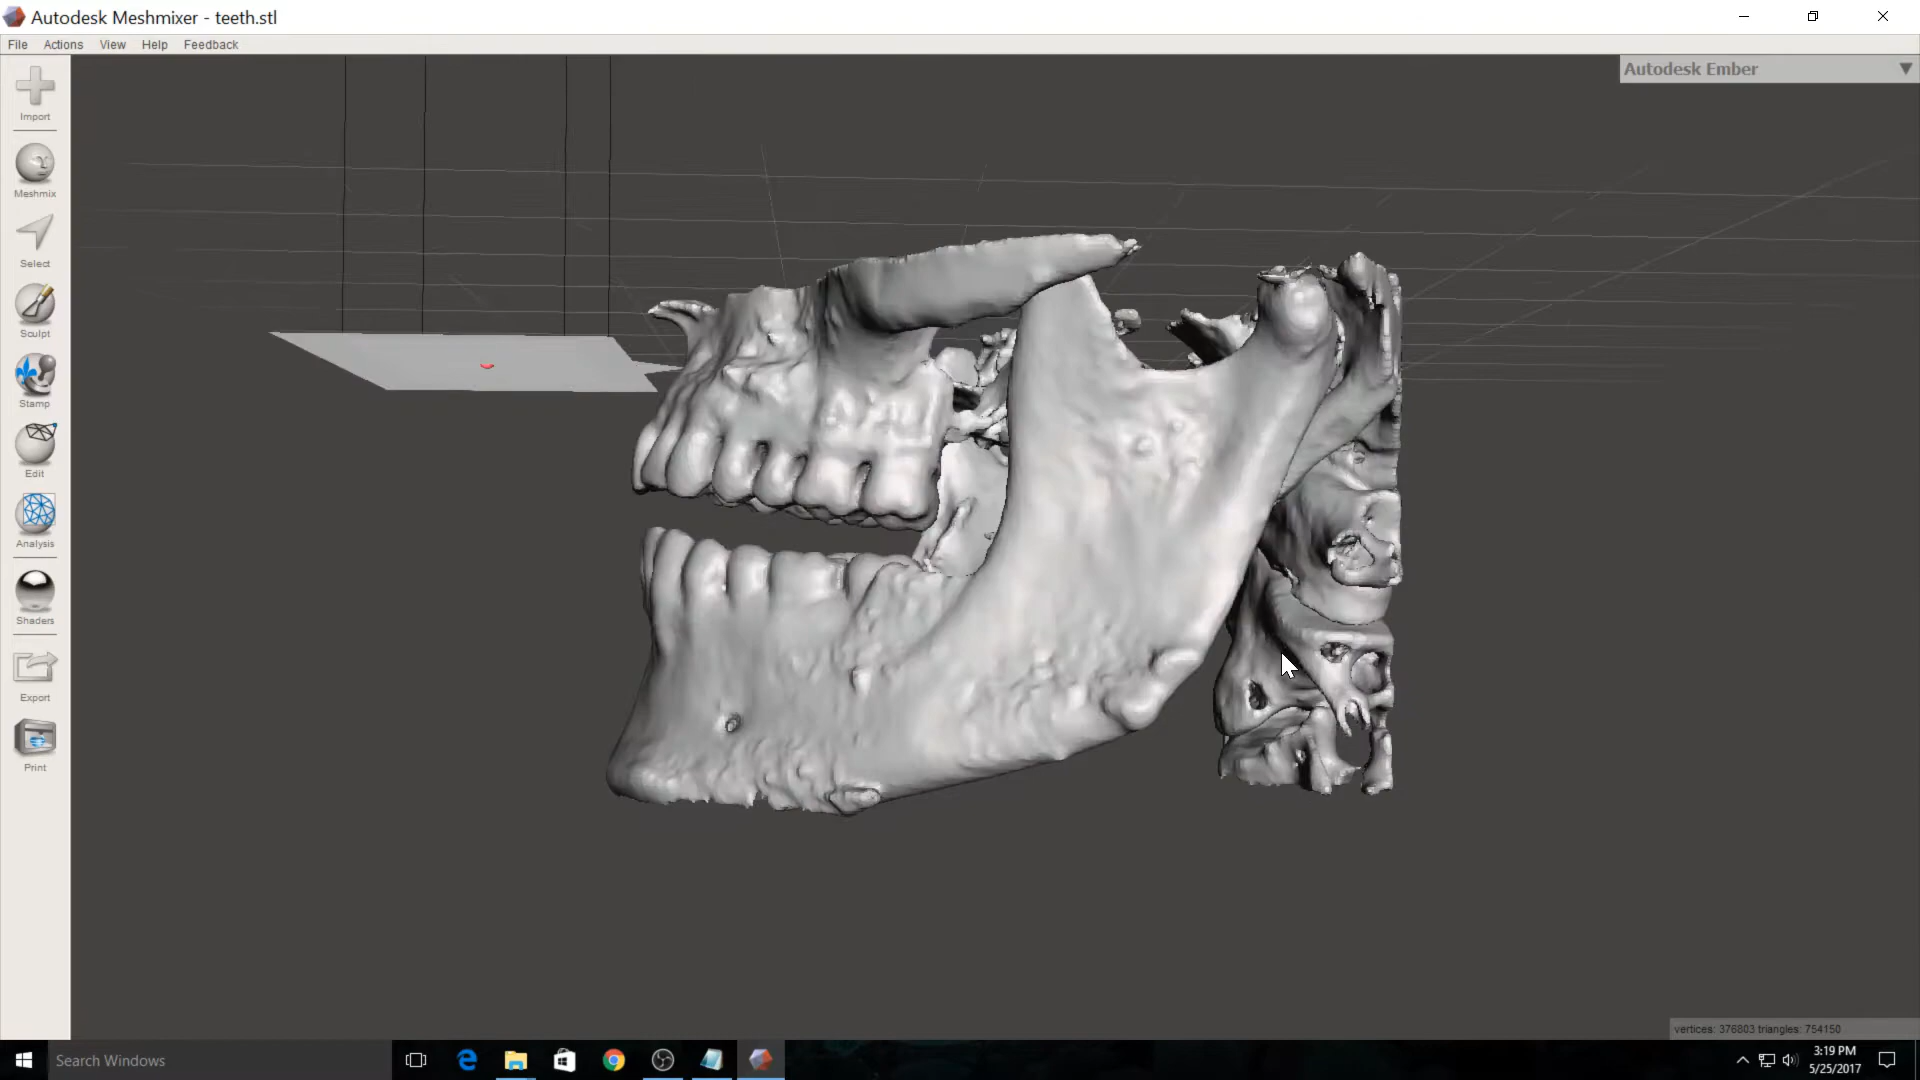 Autodesk Meshmixer - teeth.stl
File Actions View Help Feedback
Autodesk Ember
Import
Meshmix
Select
Sculpt
Stamp
Edit
Analysis
Shaders
Export
Print
vertices: 376803 triangles: 754150
Search Windows
3:19 PM
5/25/2017